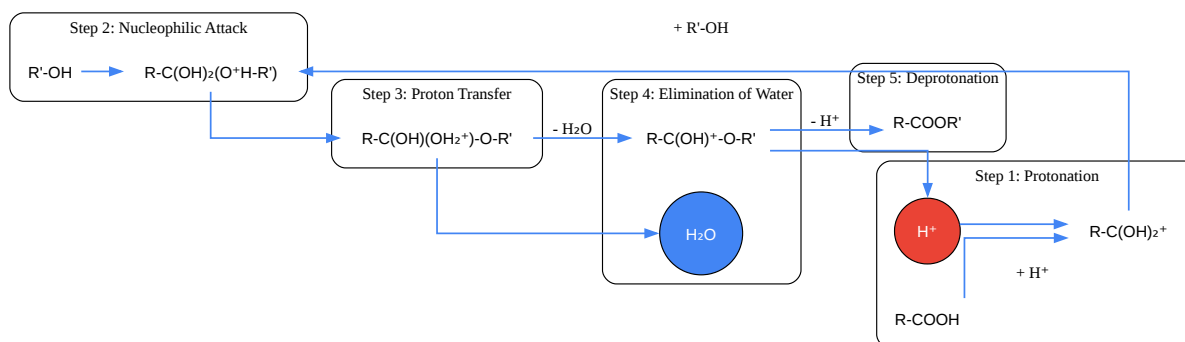 Step 2: Nucleophilic Attack
+ R'-OH
R'-OH
R-C(OH)₂(O⁺H-R')
Step 3: Proton Transfer
R-C(OH)(OH₂⁺)-O-R'
- H₂O
Step 4: Elimination of Water
R-C(OH)⁺-O-R'
H₂O
- H⁺
Step 5: Deprotonation
R-COOR'
Step 1: Protonation
H⁺
R-C(OH)₂⁺
+ H⁺
R-COOH